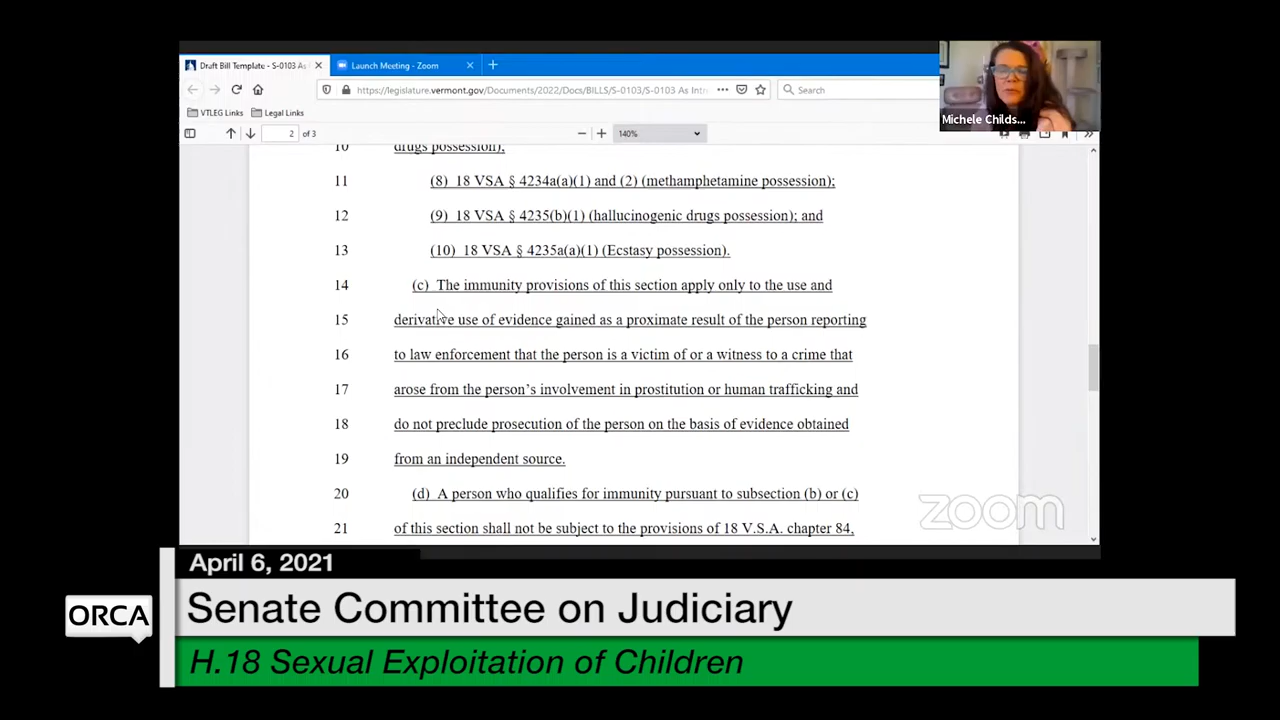 Draft Bill Template - S-0103 As
Launch Meeting - Zoom
https://legislature.vermont.gov/Documents/2022/Docs/BILLS/S-0103/S-0103 As Intr
Search
VTLEG Links
Legal Links
2 of 3
140%
Michele Childs...
10 drugs possession);
11 (8) 18 VSA § 4234a(a)(1) and (2) (methamphetamine possession);
12 (9) 18 VSA § 4235(b)(1) (hallucinogenic drugs possession); and
13 (10) 18 VSA § 4235a(a)(1) (Ecstasy possession).
14 (c) The immunity provisions of this section apply only to the use and
15 derivative use of evidence gained as a proximate result of the person reporting
16 to law enforcement that the person is a victim of or a witness to a crime that
17 arose from the person's involvement in prostitution or human trafficking and
18 do not preclude prosecution of the person on the basis of evidence obtained
19 from an independent source.
20 (d) A person who qualifies for immunity pursuant to subsection (b) or (c)
21 of this section shall not be subject to the provisions of 18 V.S.A. chapter 84,
zoom
April 6, 2021
ORCA
Senate Committee on Judiciary
H.18 Sexual Exploitation of Children